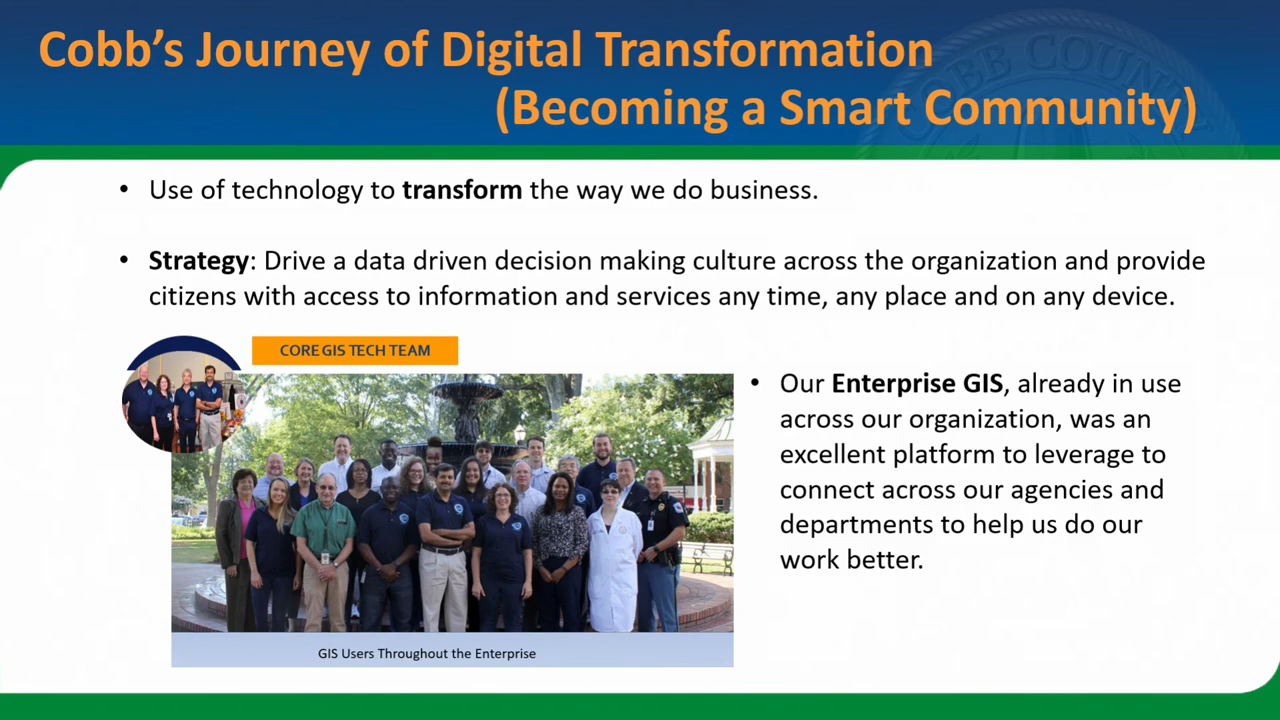 Cobb's Journey of Digital Transformation
(Becoming a Smart Community)
COBB COUNTY
• Use of technology to transform the way we do business.
• Strategy: Drive a data driven decision making culture across the organization and provide
citizens with access to information and services any time, any place and on any device.
CORE GIS TECH TEAM
• Our Enterprise GIS, already in use
across our organization, was an
excellent platform to leverage to
connect across our agencies and
departments to help us do our
work better.
GIS Users Throughout the Enterprise